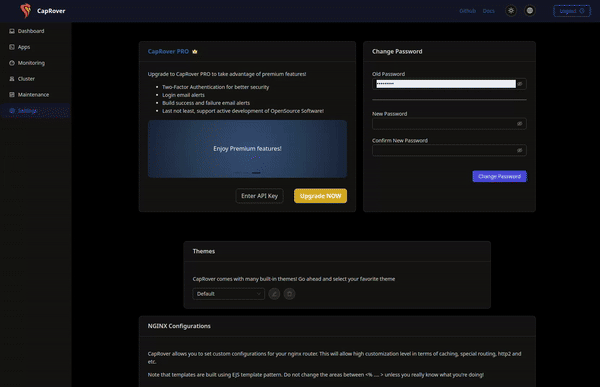 CapRover
Github
Docs
Logout
Dashboard
Apps
Monitoring
Cluster
Maintenance
Settings
CapRover PRO
Upgrade to CapRover PRO to take advantage of premium features!
Two-Factor Authentication for better security
Login email alerts
Build success and failure email alerts
Last not least, support active development of OpenSource Software!
Enjoy Premium features!
Enter API Key
Upgrade NOW
Change Password
Old Password
New Password
Confirm New Password
Change Password
Themes
CapRover comes with many built-in themes! Go ahead and select your favorite theme
Default
NGINX Configurations
CapRover allows you to set custom configurations for your nginx router. This will allow high customization level in terms of caching, special routing, http2 and
etc.
Note that templates are built using EJS template pattern. Do not change the areas between <% .... > unless you really know what you're doing!